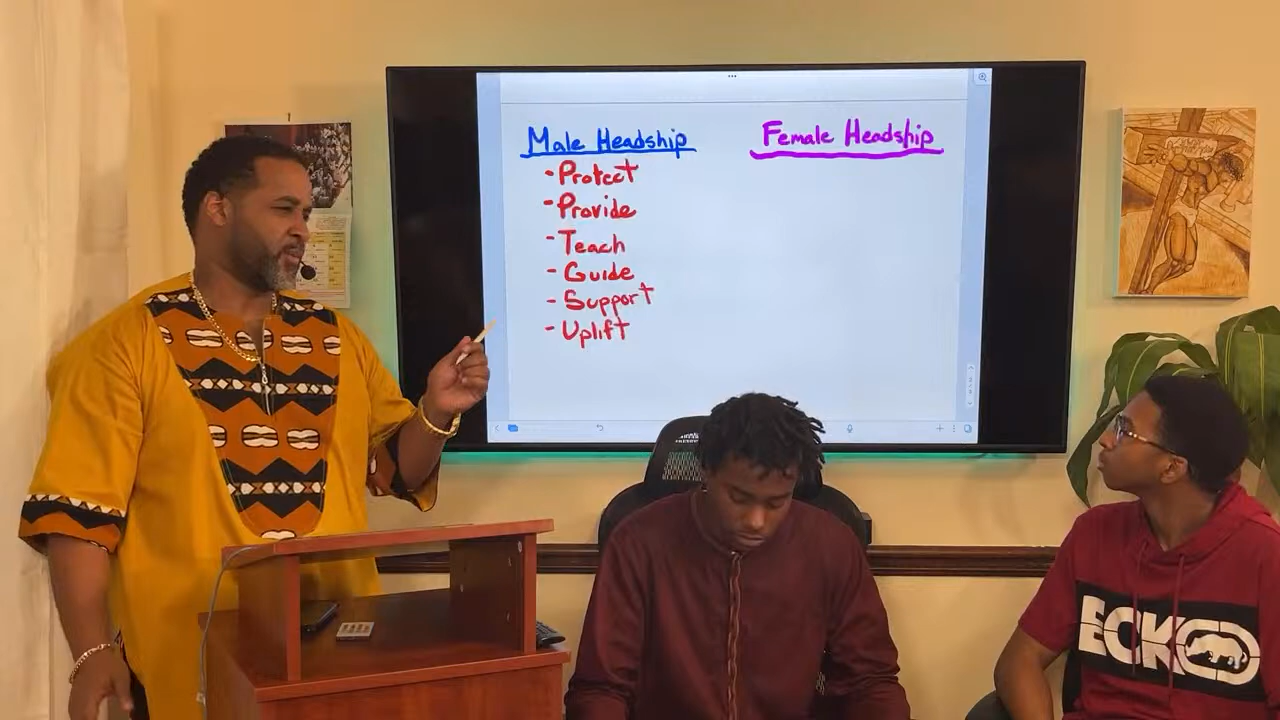 Male Headship
Female Headship
- Protect
- Provide
- Teach
- Guide
- Support
- Uplift
ECKO